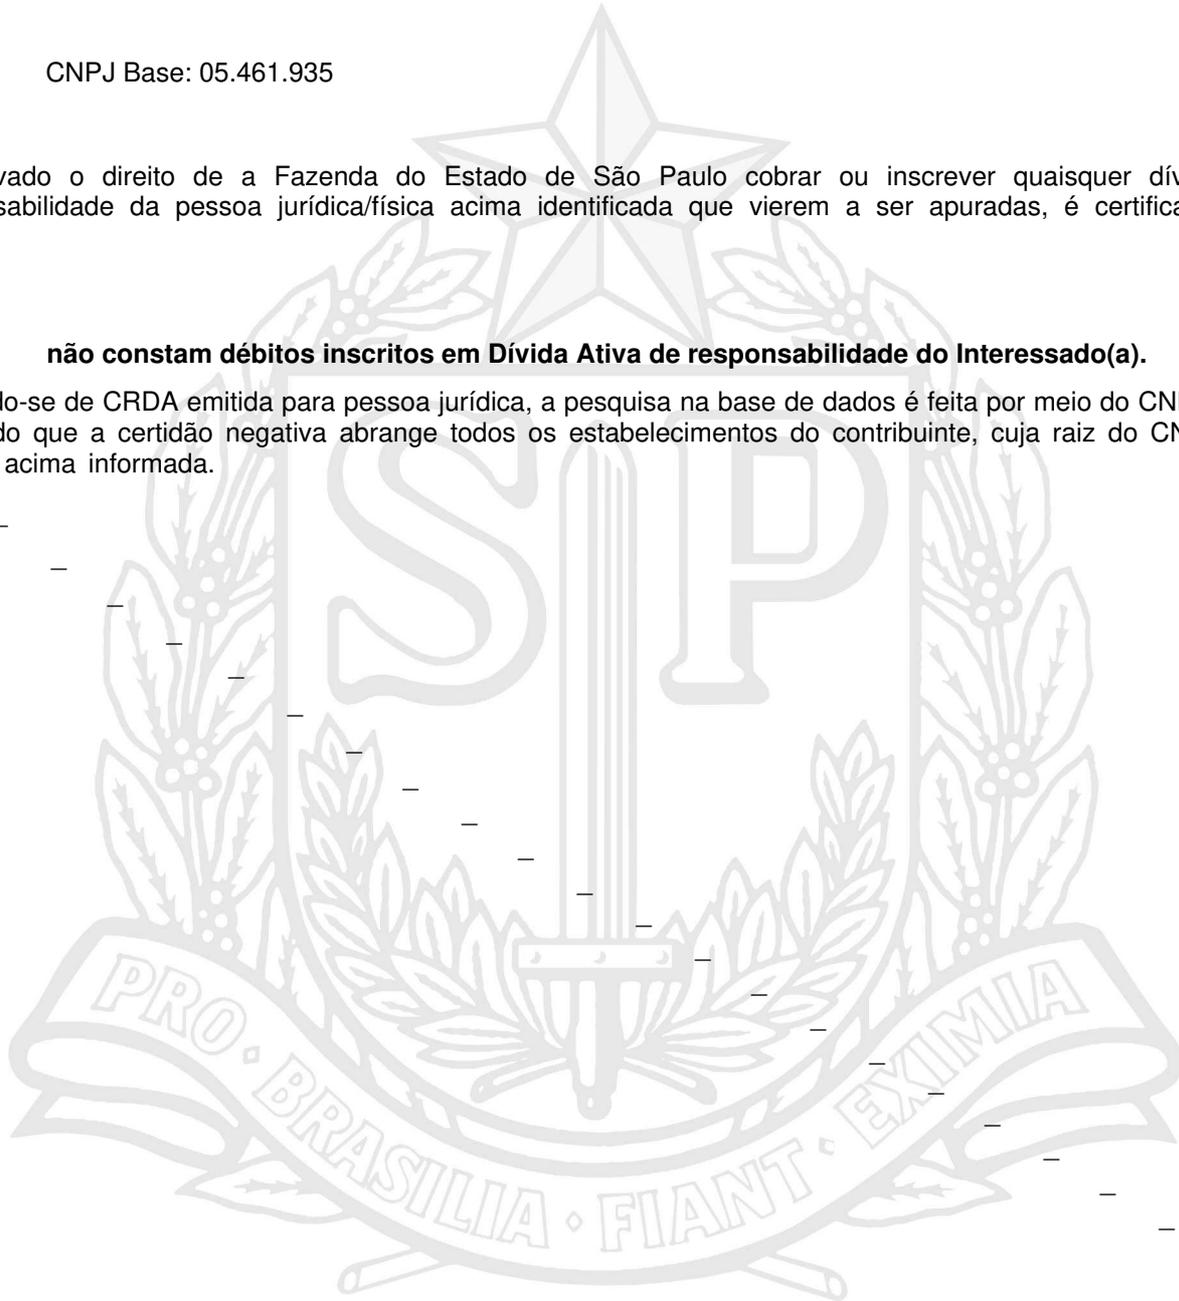 CNPJ Base: 05.461.935
vado o direito de a Fazenda do Estado de São Paulo cobrar ou inscrever quaisquer dív
sabilidade da pessoa jurídica/física acima identificada que vierem a ser apuradas, é certifica
não constam débitos inscritos em Dívida Ativa de responsabilidade do Interessado(a).
do-se de CRDA emitida para pessoa jurídica, a pesquisa na base de dados é feita por meio do CN
do que a certidão negativa abrange todos os estabelecimentos do contribuinte, cuja raiz do CN
acima informada.
SP
PRO · BRASILIA · FIANT · EXIMIA